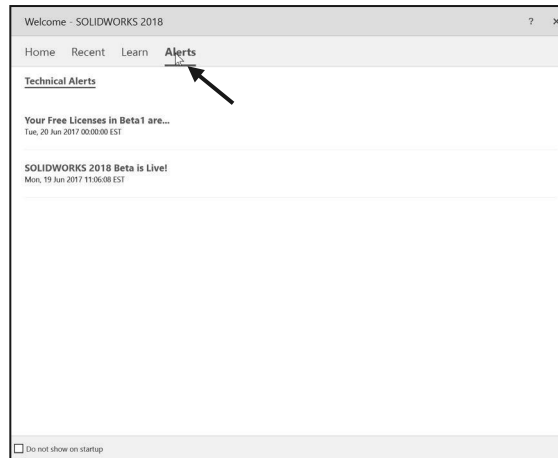 Welcome - SOLIDWORKS 2018 ? ×
Home Recent Learn Alerts
Technical Alerts
Your Free Licenses in Beta1 are...
Tue, 20 Jun 2017 00:00:00 EST
SOLIDWORKS 2018 Beta is Live!
Mon, 19 Jun 2017 11:06:08 EST
Do not show on startup